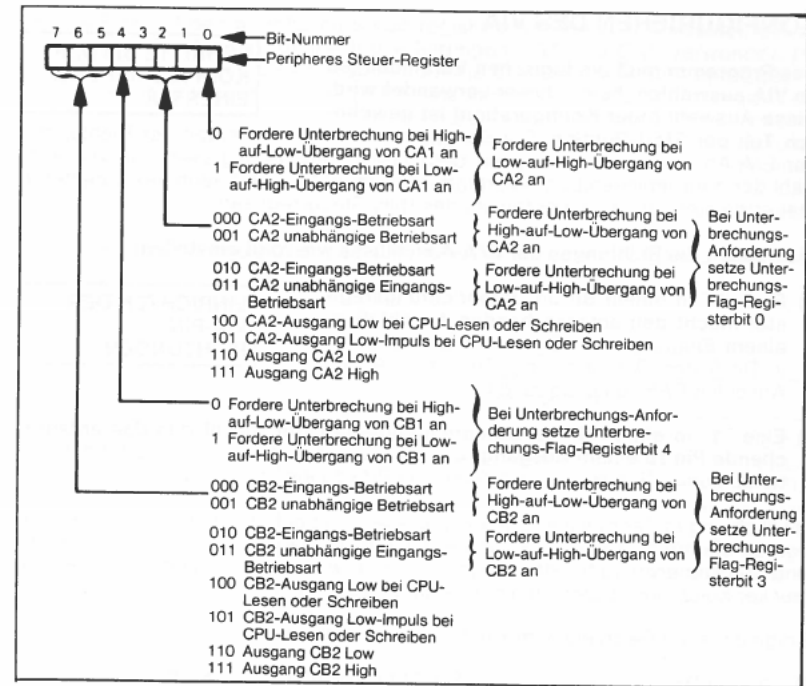 7 6 5 4 3 2 1 0
Bit-Nummer
Peripheres Steuer-Register
0 Fordere Unterbrechung bei High-
auf-Low-Übergang von CA1 an
1 Fordere Unterbrechung bei Low-
auf-High-Übergang von CA1 an
Fordere Unterbrechung bei
Low-auf-High-Übergang von
CA2 an
000 CA2-Eingangs-Betriebsart
001 CA2 unabhängige Betriebsart
Fordere Unterbrechung bei
High-auf-Low-Übergang von
CA2 an
010 CA2-Eingangs-Betriebsart
011 CA2 unabhängige Eingangs-
Betriebsart
Fordere Unterbrechung bei
Low-auf-High-Übergang von
CA2 an
Bei Unter-
brechungs-
Anforderung
setze Unter-
brechungs-
Flag-Regi-
sterbit 0
100 CA2-Ausgang Low bei CPU-Lesen oder Schreiben
101 CA2-Ausgang Low-Impuls bei CPU-Lesen oder Schreiben
110 Ausgang CA2 Low
111 Ausgang CA2 High
0 Fordere Unterbrechung bei High-
auf-Low-Übergang von CB1 an
1 Fordere Unterbrechung bei Low-
auf-High-Übergang von CB1 an
Bei Unterbrechungs-Anfor-
derung setze Unterbre-
chungs-Flag-Registerbit 4
000 CB2-Eingangs-Betriebsart
001 CB2 unabhängige Betriebsart
Fordere Unterbrechung bei
High-auf-Low-Übergang von
CB2 an
010 CB2-Eingangs-Betriebsart
011 CB2 unabhängige Eingangs-
Betriebsart
Fordere Unterbrechung bei
Low-auf-High-Übergang von
CB2 an
Bei Unter-
brechungs-
Anforderung
setze Unter-
brechungs-
Flag-Regi-
sterbit 3
100 CB2-Ausgang Low bei CPU-
Lesen oder Schreiben
101 CB2-Ausgang Low-Impuls bei
CPU-Lesen oder Schreiben
110 Ausgang CB2 Low
111 Ausgang CB2 High